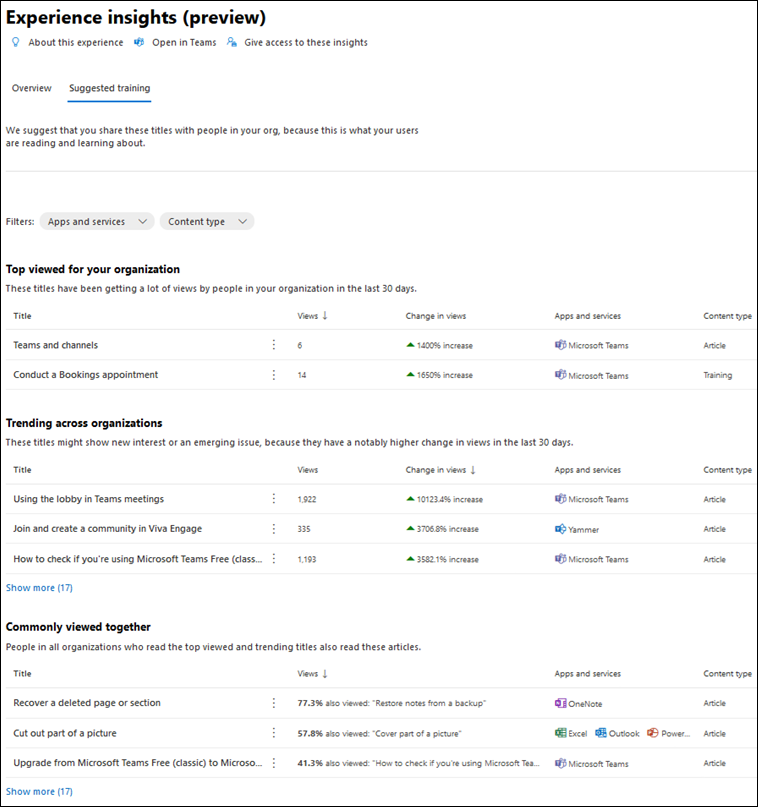 Experience insights (preview)
About this experience Open in Teams Give access to these insights
Overview Suggested training
We suggest that you share these titles with people in your org, because this is what your users
are reading and learning about.
Filters: Apps and services Content type
Top viewed for your organization
These titles have been getting a lot of views by people in your organization in the last 30 days.
Title Views ↓ Change in views Apps and services Content type
Teams and channels 6 1400% increase Microsoft Teams Article
Conduct a Bookings appointment 14 1650% increase Microsoft Teams Training
Trending across organizations
These titles might show new interest or an emerging issue, because they have a notably higher change in views in the last 30 days.
Title Views Change in views ↓ Apps and services Content type
Using the lobby in Teams meetings 1,922 10123.4% increase Microsoft Teams Article
Join and create a community in Viva Engage 335 3706.8% increase Yammer Article
How to check if you're using Microsoft Teams Free (class... 1,193 3582.1% increase Microsoft Teams Article
Show more (17)
Commonly viewed together
People in all organizations who read the top viewed and trending titles also read these articles.
Title Views ↓ Apps and services Content type
Recover a deleted page or section 77.3% also viewed: "Restore notes from a backup" OneNote Article
Cut out part of a picture 57.8% also viewed: "Cover part of a picture" Excel Outlook Power... Article
Upgrade from Microsoft Teams Free (classic) to Microso... 41.3% also viewed: "How to check if you're using Microsoft Tea... Microsoft Teams Article
Show more (17)